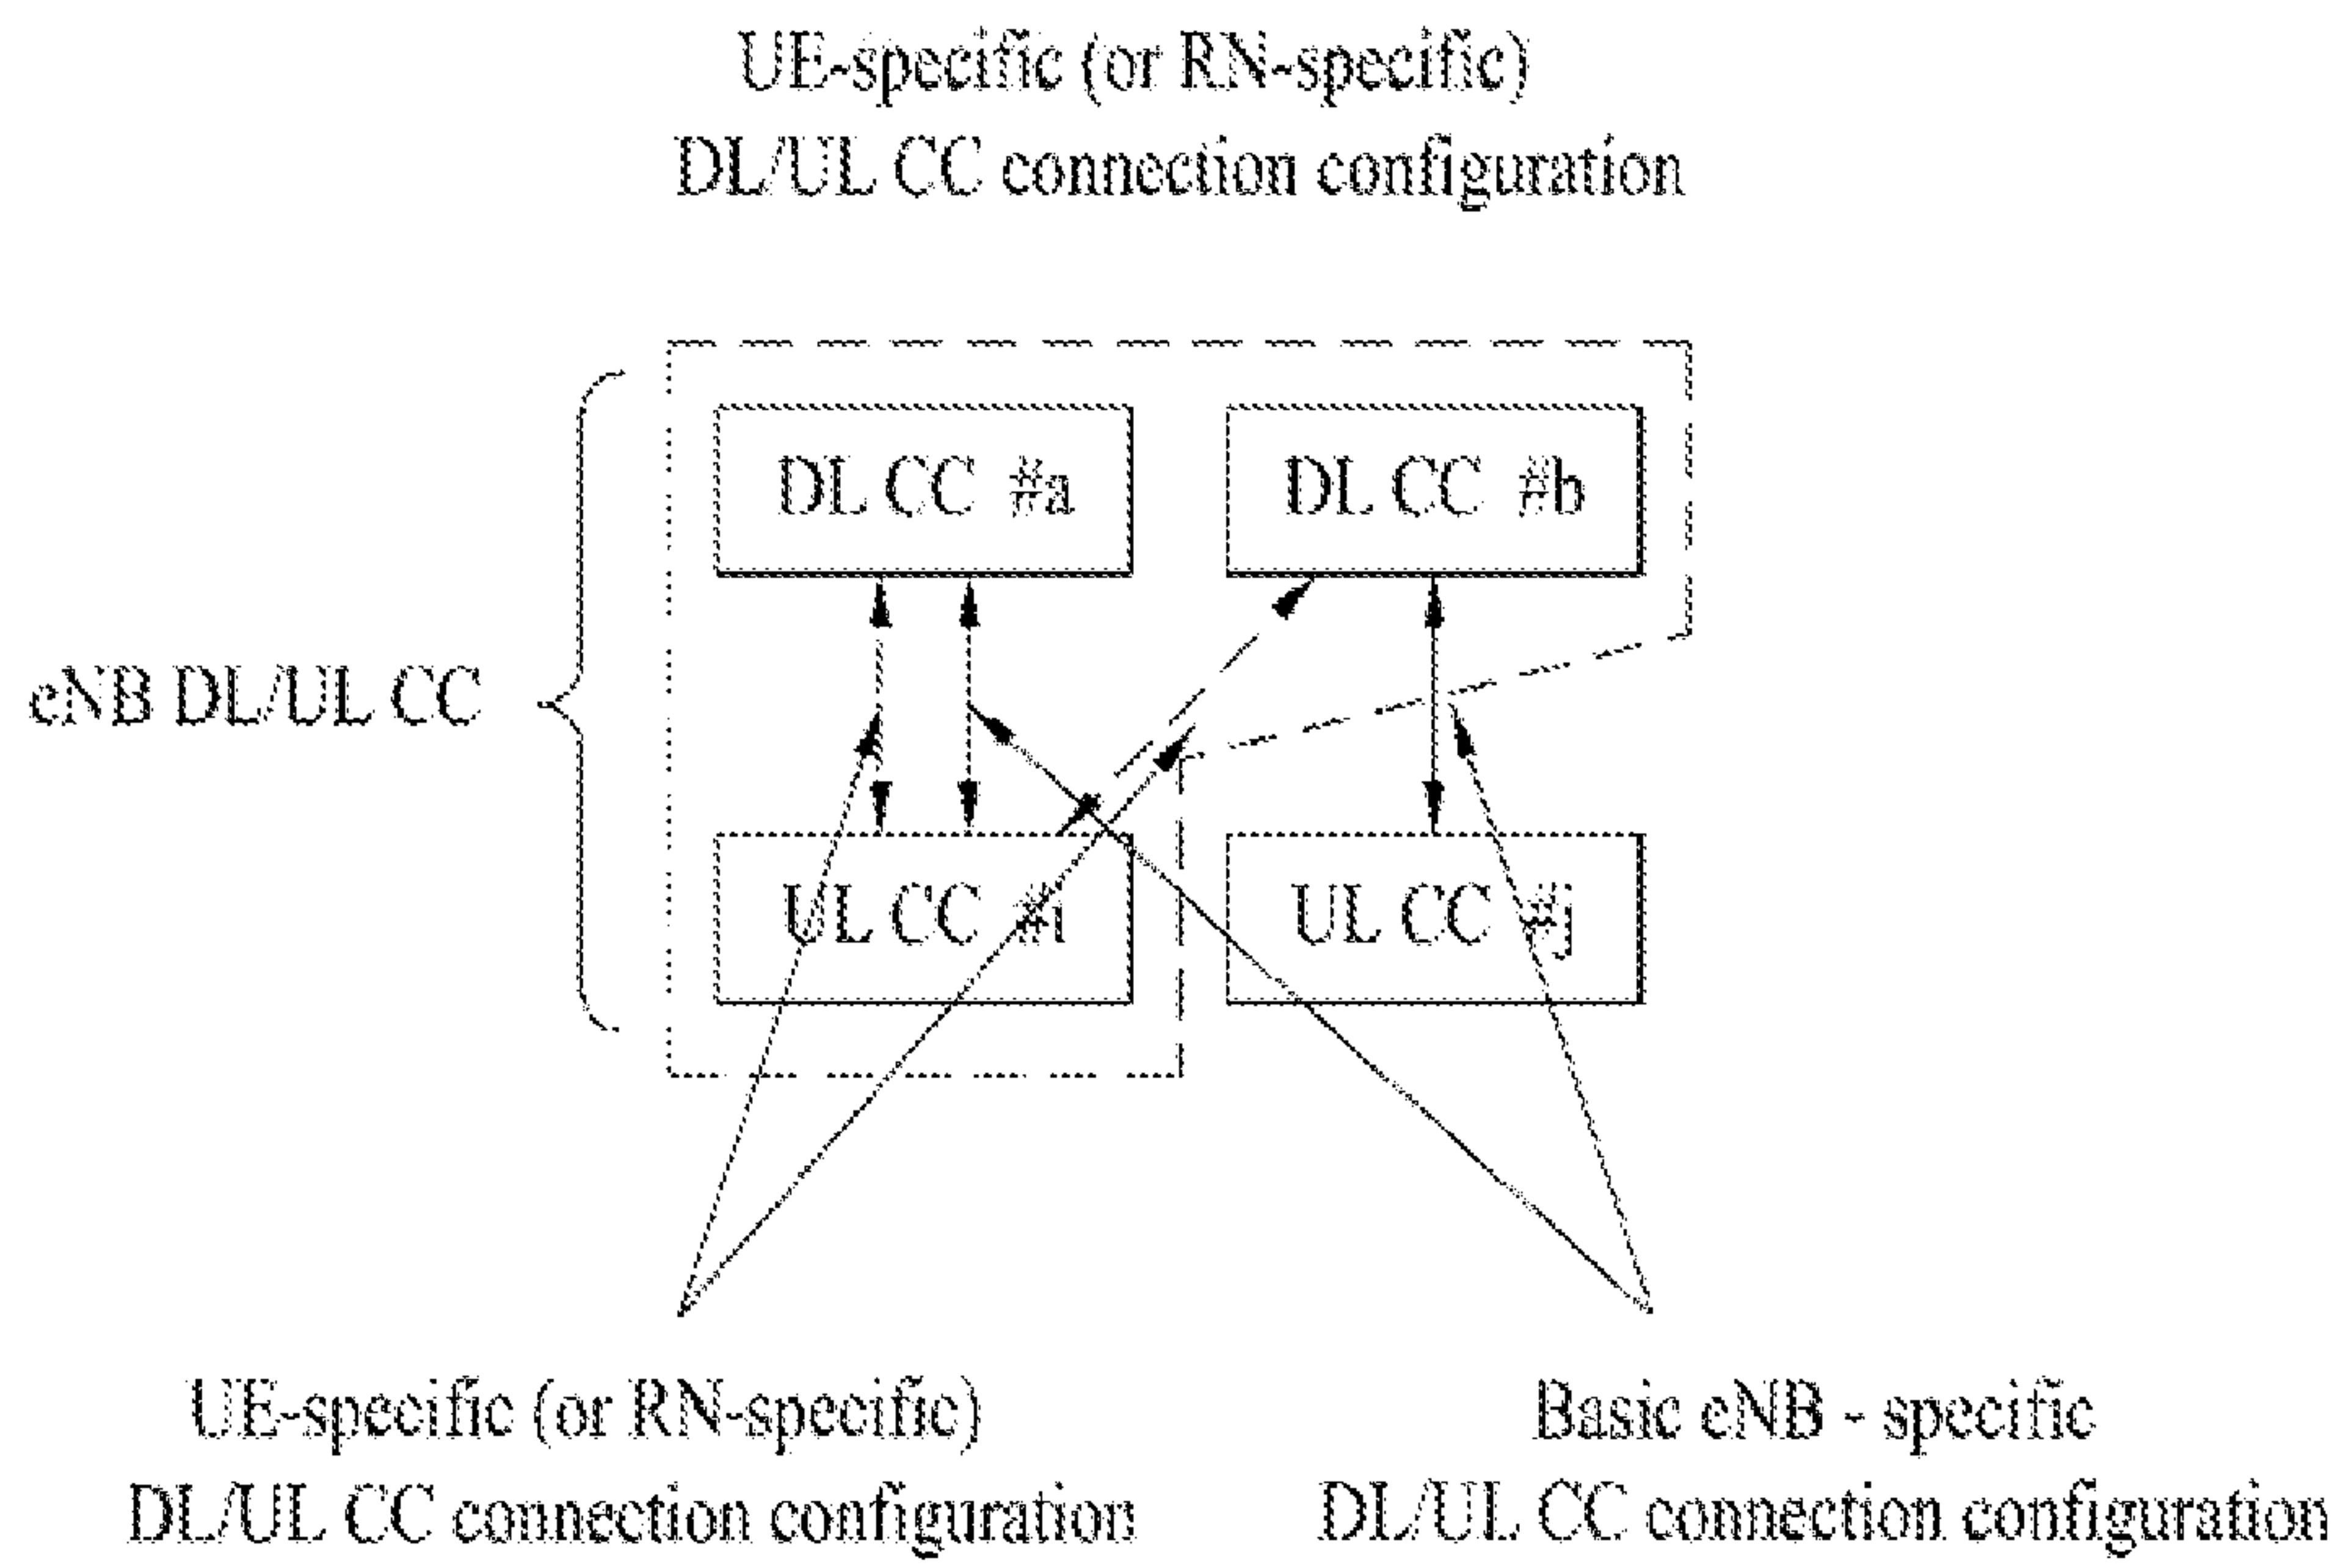 UE-specific (or RN-specific)
DL/UL CC connection configuration
DL CC #a
DL CC #b
eNB DL/UL CC
UL CC #i
UL CC #j
UE-specific (or RN-specific)
DL/UL CC connection configuration
Basic eNB - specific
DL/UL CC connection configuration